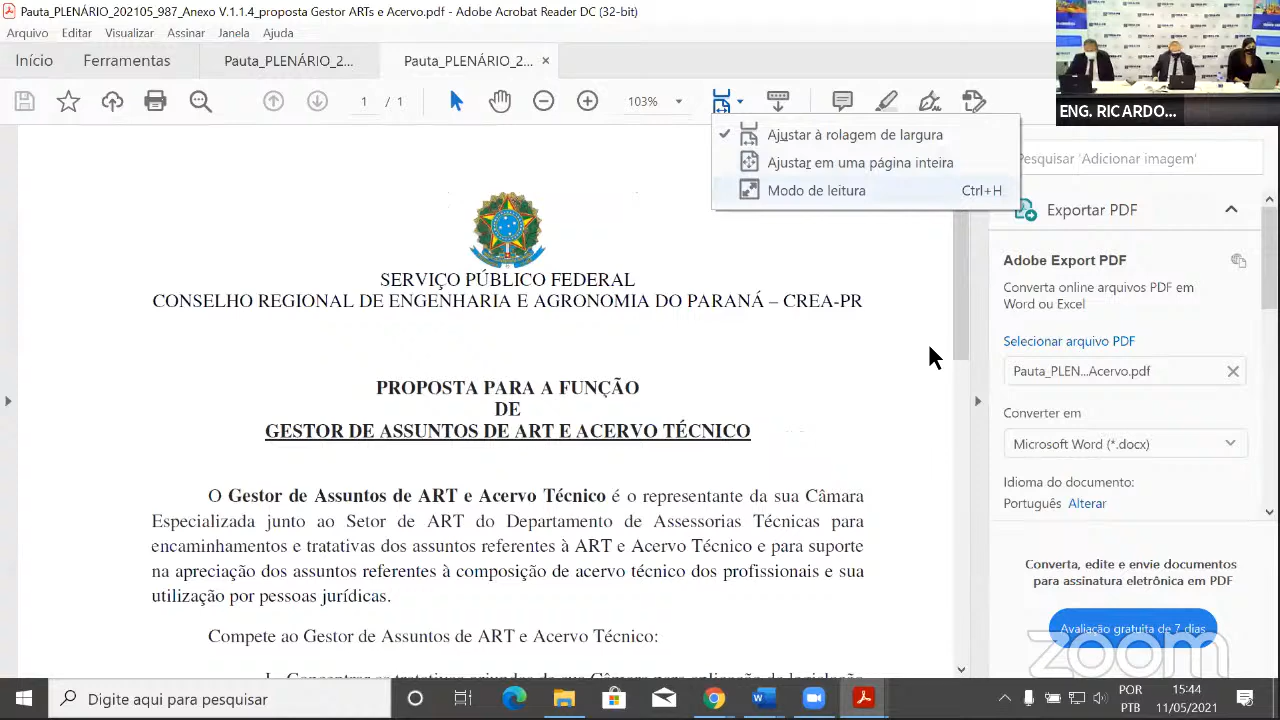 Pauta_PLENÁRIO_202105_987_Anexo V.1.1.4_proposta Gestor ARTs e Acervo.pdf - Adobe Acrobat Reader DC (32-bit)
Arquivo Editar Visualizar Assinar Janela Ajuda
Início Ferramentas Pauta_PLENÁRIO_2... Pauta_PLENÁRIO_2... ×
1 / 1 103%
ENG. RICARDO...
Ajustar à rolagem de largura
Ajustar em uma página inteira
Modo de leitura Ctrl+H
Pesquisar 'Adicionar imagem'
Exportar PDF
Adobe Export PDF
Converta online arquivos PDF em
Word ou Excel
Selecionar arquivo PDF
Pauta_PLEN...Acervo.pdf
Converter em
Microsoft Word (*.docx)
Idioma do documento:
Português Alterar
Converta, edite e envie documentos
para assinatura eletrônica em PDF
Avaliação gratuita de 7 dias
zoom
SERVIÇO PÚBLICO FEDERAL
CONSELHO REGIONAL DE ENGENHARIA E AGRONOMIA DO PARANÁ – CREA-PR
PROPOSTA PARA A FUNÇÃO
DE
GESTOR DE ASSUNTOS DE ART E ACERVO TÉCNICO
O Gestor de Assuntos de ART e Acervo Técnico é o representante da sua Câmara
Especializada junto ao Setor de ART do Departamento de Assessorias Técnicas para
encaminhamentos e tratativas dos assuntos referentes à ART e Acervo Técnico e para suporte
na apreciação dos assuntos referentes à composição de acervo técnico dos profissionais e sua
utilização por pessoas jurídicas.
Compete ao Gestor de Assuntos de ART e Acervo Técnico:
Digite aqui para pesquisar
POR
PTB
15:44
11/05/2021